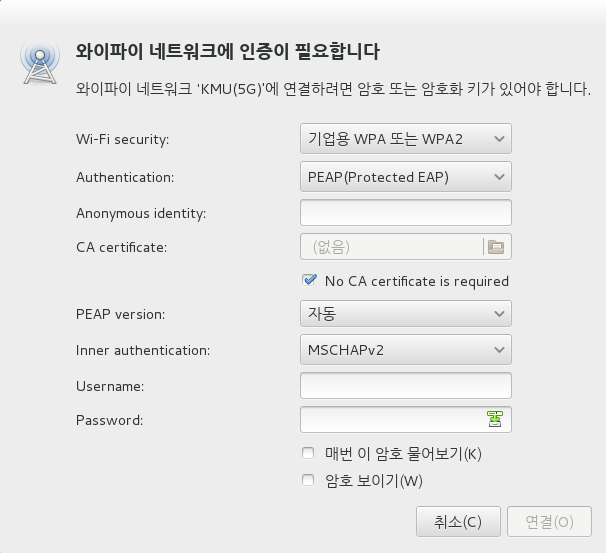 와이파이 네트워크에 인증이 필요합니다
와이파이 네트워크 'KMU(5G)'에 연결하려면 암호 또는 암호화 키가 있어야 합니다.
Wi-Fi security: 기업용 WPA 또는 WPA2
Authentication: PEAP(Protected EAP)
Anonymous identity:
CA certificate: (없음)
No CA certificate is required
PEAP version: 자동
Inner authentication: MSCHAPv2
Username:
Password:
매번 이 암호 물어보기(K)
암호 보이기(W)
취소(C) 연결(O)